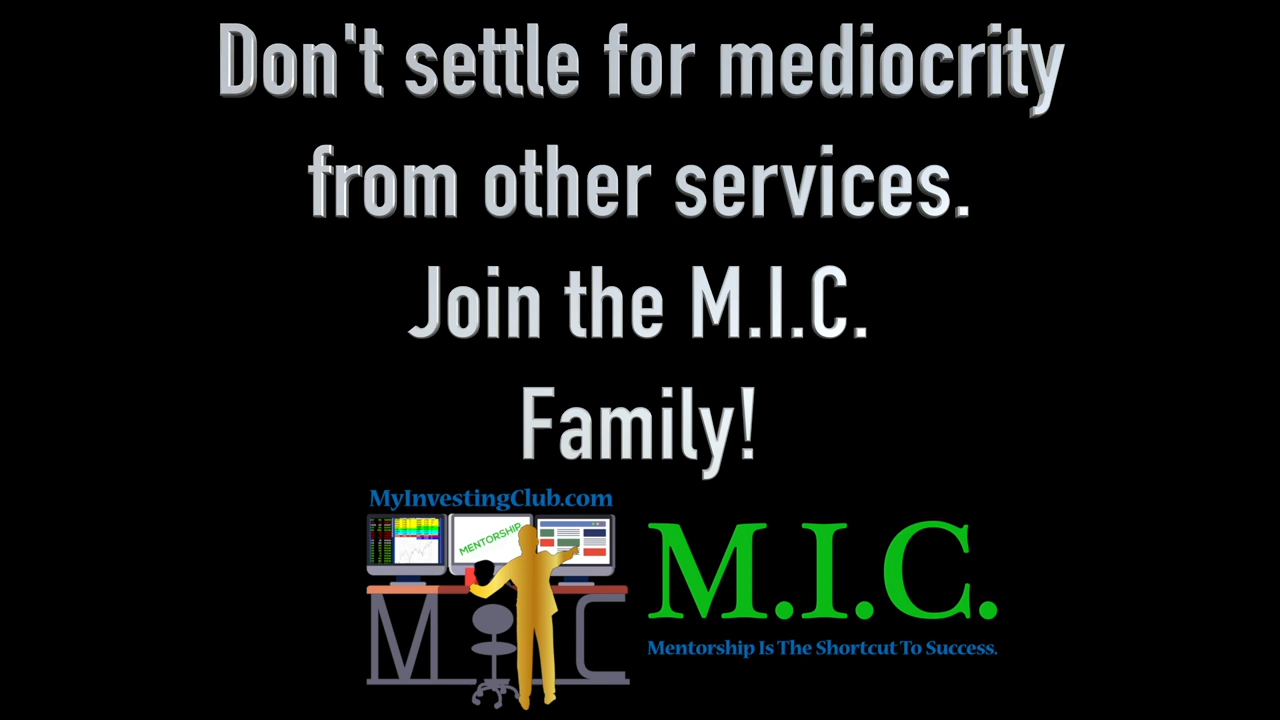 Don't settle for mediocrity
from other services.
Join the M.I.C.
Family!
MyInvestingClub.com
MENTORSHIP
MIC
M.I.C.
Mentorship Is The Shortcut To Success.